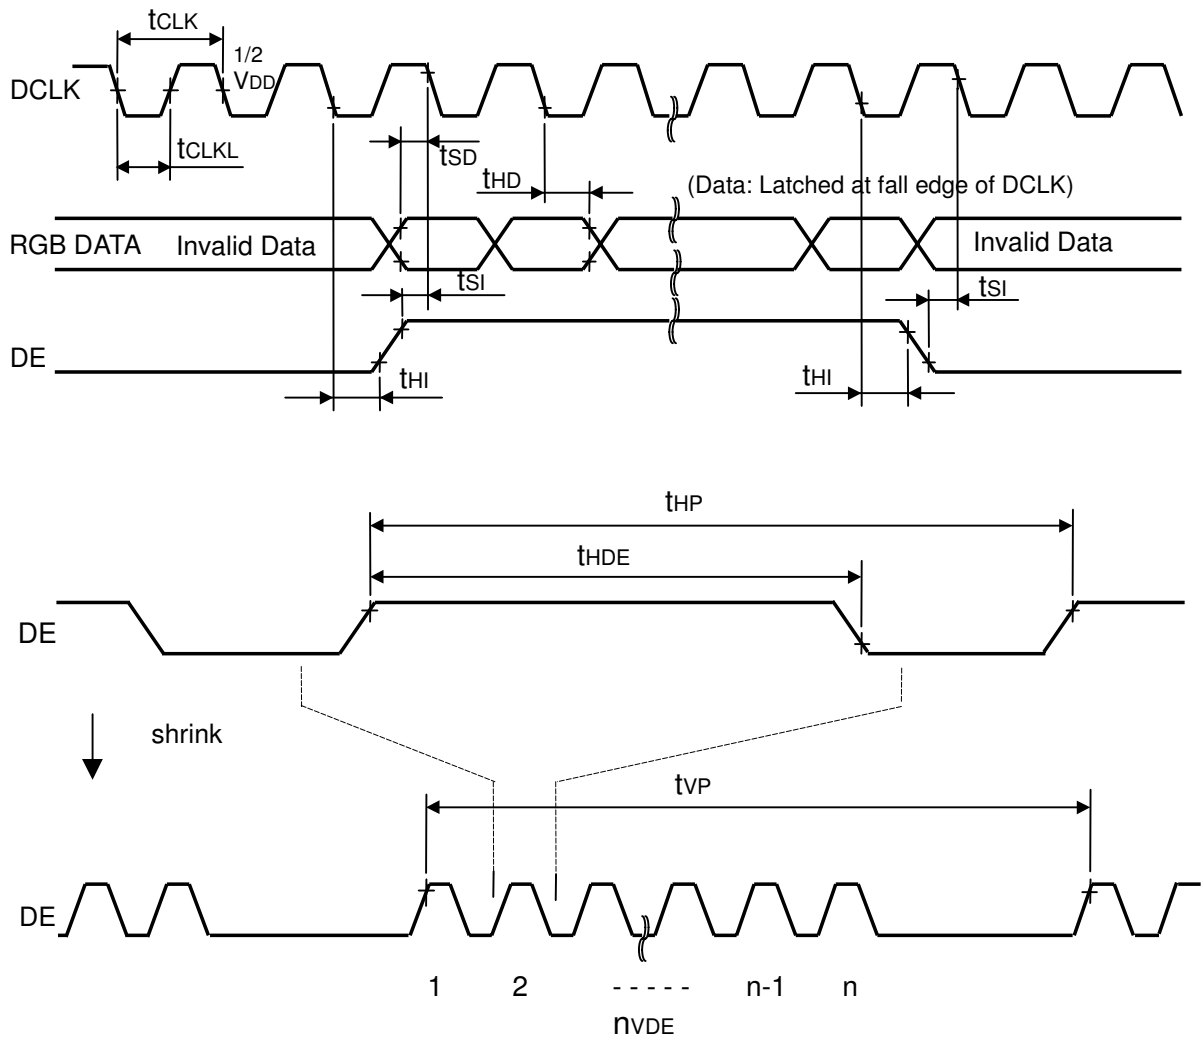 tCLK
1/2
VDD
DCLK
tCLKL
tSD
tHD
(Data: Latched at fall edge of DCLK)
RGB DATA Invalid Data Invalid Data
tSI tSI
DE
tHI tHI
tHP
tHDE
DE
shrink
tVP
DE
1 2 - - - - - n-1 n
nVDE